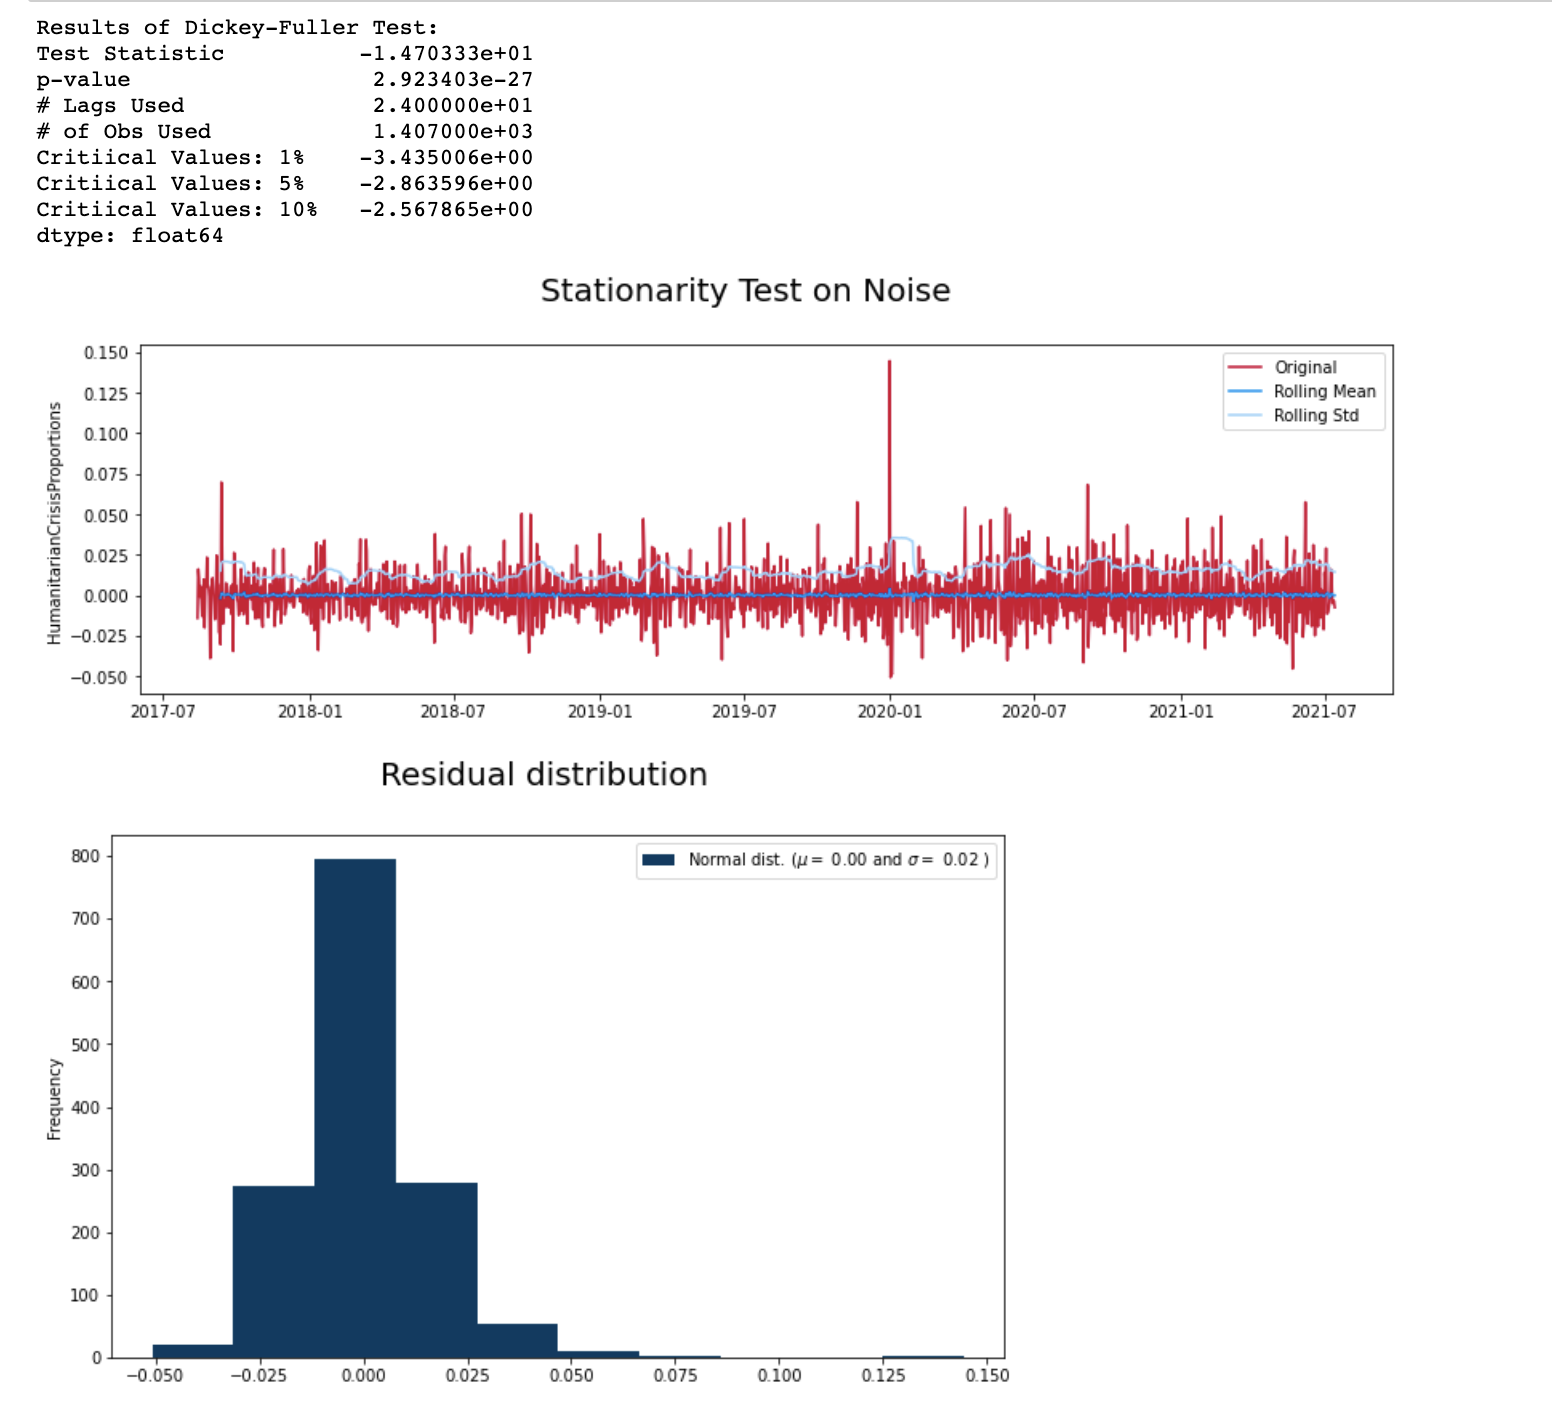 Results of Dickey-Fuller Test:
Test Statistic -1.470333e+01
p-value 2.923403e-27
# Lags Used 2.400000e+01
# of Obs Used 1.407000e+03
Critiical Values: 1% -3.435006e+00
Critiical Values: 5% -2.863596e+00
Critiical Values: 10% -2.567865e+00
dtype: float64
Stationarity Test on Noise
HumanitarianCrisisProportions
0.150
0.125
0.100
0.075
0.050
0.025
0.000
−0.025
−0.050
Original
Rolling Mean
Rolling Std
2017-07 2018-01 2018-07 2019-01 2019-07 2020-01 2020-07 2021-01 2021-07
Residual distribution
Frequency
800
700
600
500
400
300
200
100
0
Normal dist. (μ = 0.00 and σ = 0.02 )
−0.050 −0.025 0.000 0.025 0.050 0.075 0.100 0.125 0.150